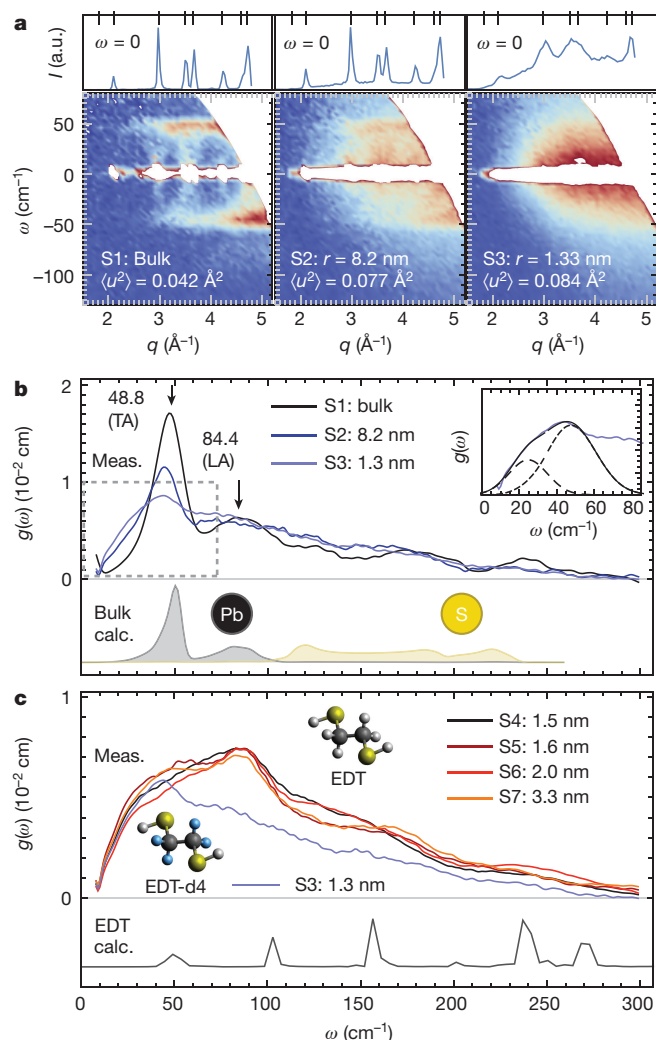 a
I (a.u.)
ω = 0
ω = 0
ω = 0
ω (cm⁻¹)
50
0
−50
−100
S1: Bulk
⟨u²⟩ = 0.042 Å²
S2: r = 8.2 nm
⟨u²⟩ = 0.077 Å²
S3: r = 1.33 nm
⟨u²⟩ = 0.084 Å²
2 3 4 5 2 3 4 5 2 3 4 5
q (Å⁻¹) q (Å⁻¹) q (Å⁻¹)
b
g(ω) (10⁻² cm)
2
1
0
48.8
(TA)
84.4
(LA)
Meas.
S1: bulk
S2: 8.2 nm
S3: 1.3 nm
g(ω)
0 20 40 60 80
ω (cm⁻¹)
Bulk
calc.
Pb
S
c
g(ω) (10⁻² cm)
1
0
Meas.
EDT
S4: 1.5 nm
S5: 1.6 nm
S6: 2.0 nm
S7: 3.3 nm
EDT-d4
S3: 1.3 nm
EDT
calc.
0 50 100 150 200 250 300
ω (cm⁻¹)